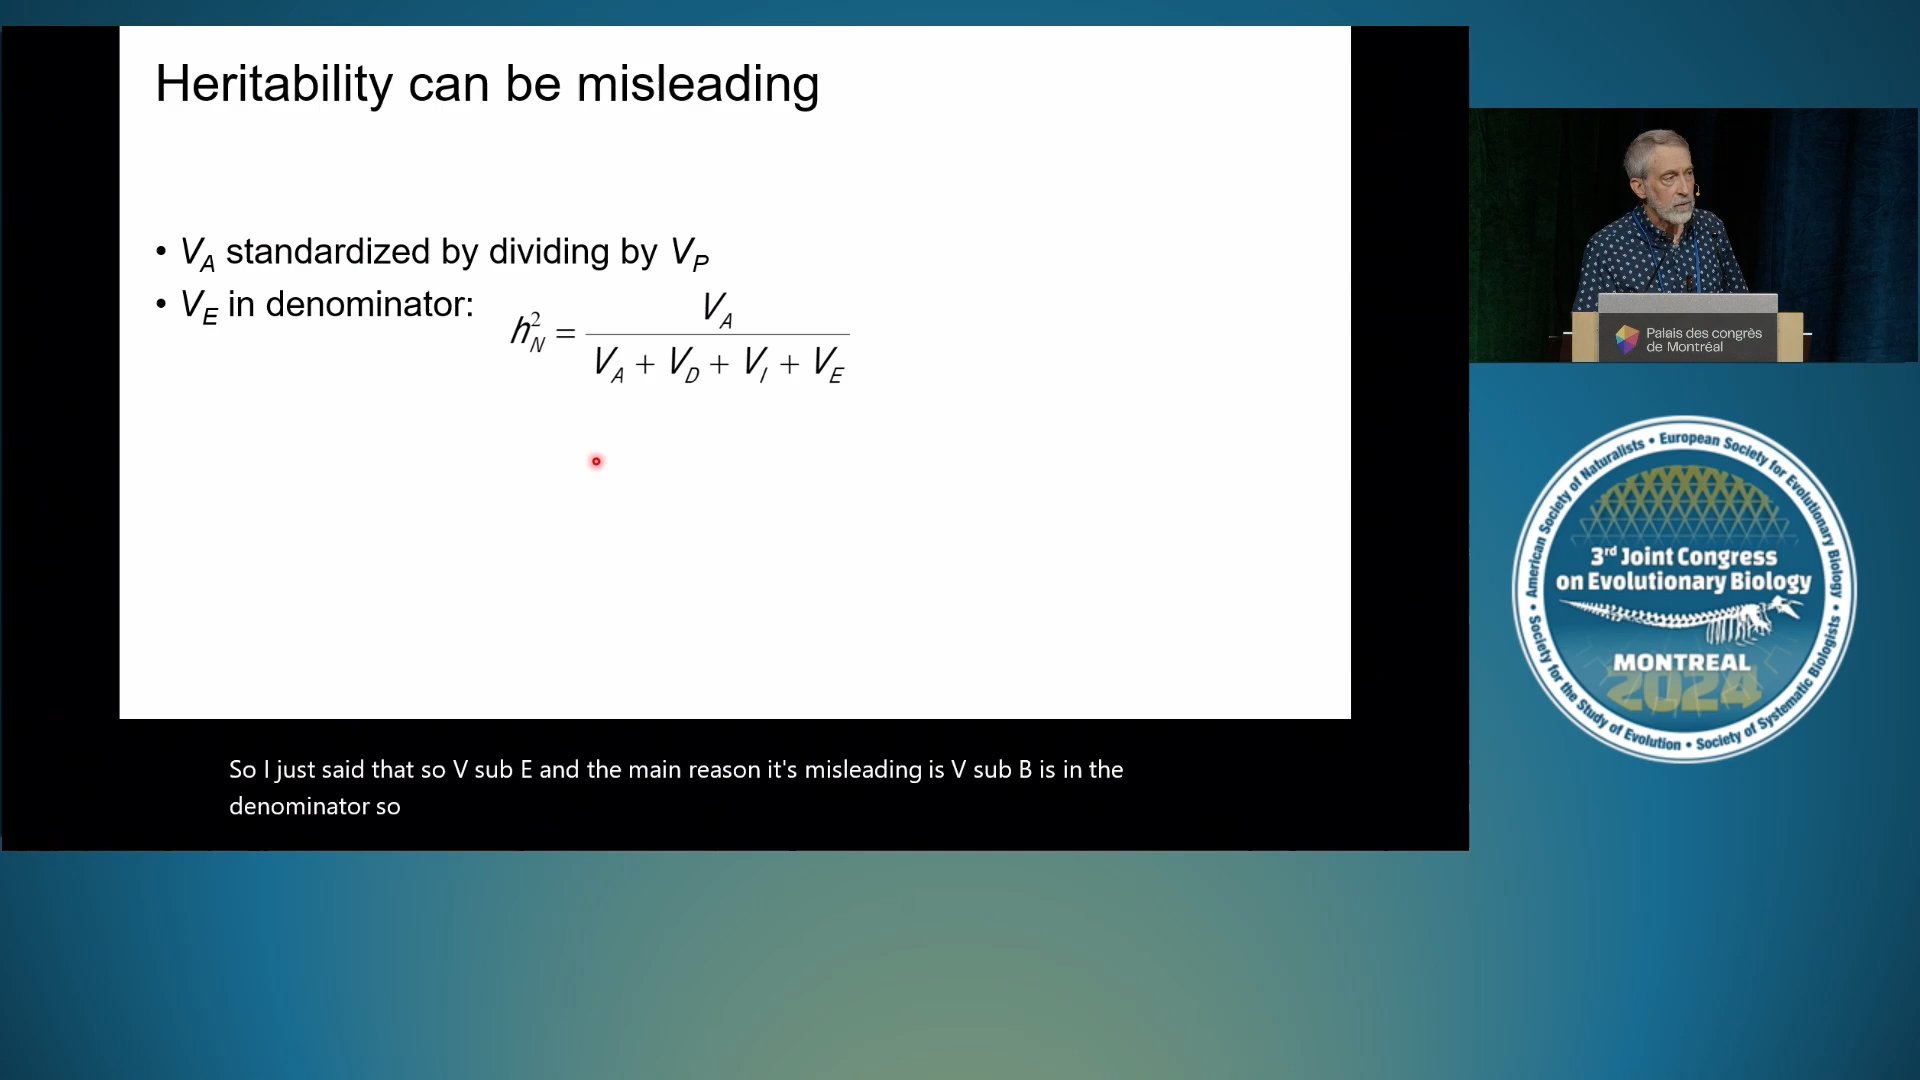 Heritability can be misleading
• V_A standardized by dividing by V_P
• V_E in denominator:
h²_N = V_A / (V_A + V_D + V_I + V_E)
So I just said that so V sub E and the main reason it's misleading is V sub B is in the
denominator so
Palais des congrès
de Montréal
American Society of Naturalists • European Society for Evolutionary Biology •
3rd Joint Congress
on Evolutionary Biology
MONTREAL
2024
Society for the Study of Evolution • Society of Systematic Biologists •